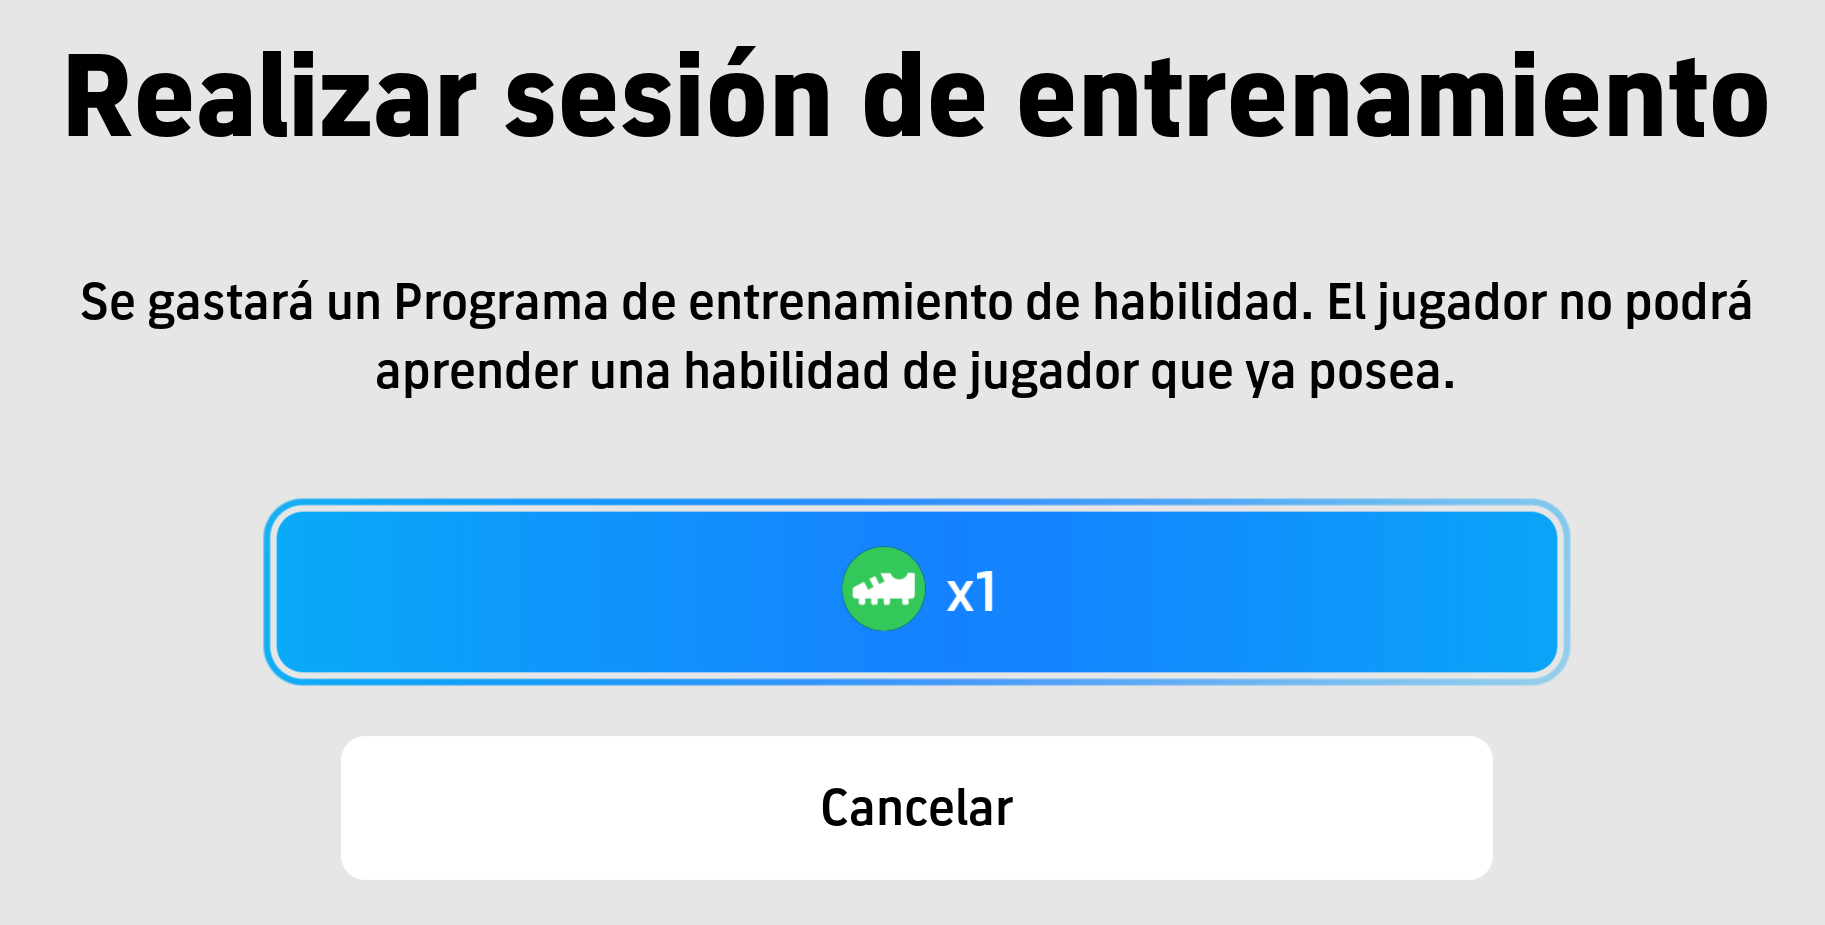 Realizar sesión de entrenamiento
Se gastará un Programa de entrenamiento de habilidad. El jugador no podrá
aprender una habilidad de jugador que ya posea.
x1
Cancelar